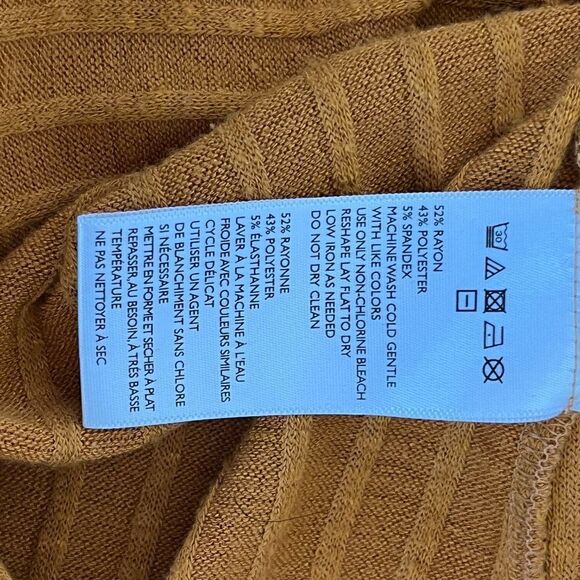 30
52% RAYON
43% POLYESTER
5% SPANDEX
MACHINE WASH COLD GENTLE
WITH LIKE COLORS
USE ONLY NON-CHLORINE BLEACH
RESHAPE LAY FLAT TO DRY
LOW IRON AS NEEDED
DO NOT DRY CLEAN
52% RAYONNE
43% POLYESTER
5% ÉLASTHANNE
LAVER À LA MACHINE À L'EAU
FROIDE AVEC COULEURS SIMILAIRES
CYCLE DÉLICAT
UTILISER UN AGENT
DE BLANCHIMENT SANS CHLORE
SI NÉCESSAIRE
METTRE EN FORME ET SÉCHER À PLAT
REPASSER, AU BESOIN, À TRÈS BASSE
TEMPÉRATURE
NE PAS NETTOYER À SEC